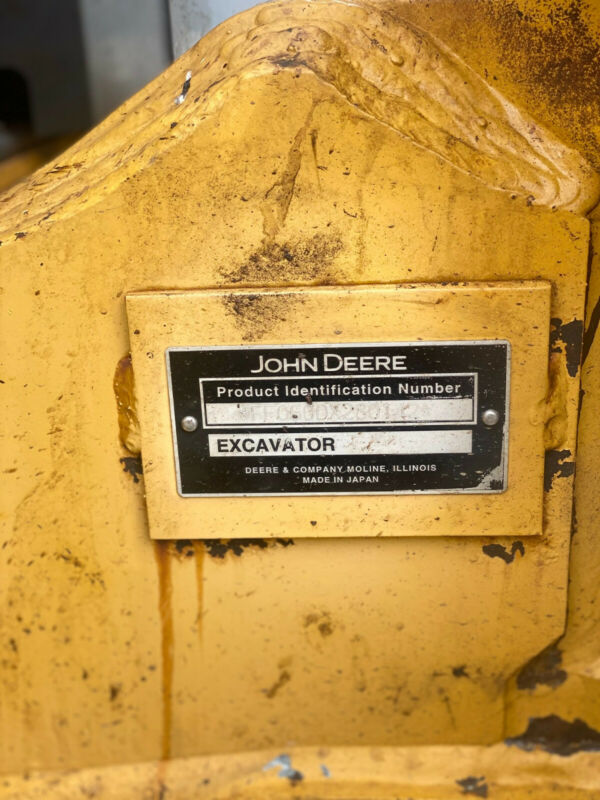 JOHN DEERE
Product Identification Number
EXCAVATOR
DEERE & COMPANY MOLINE, ILLINOIS
MADE IN JAPAN